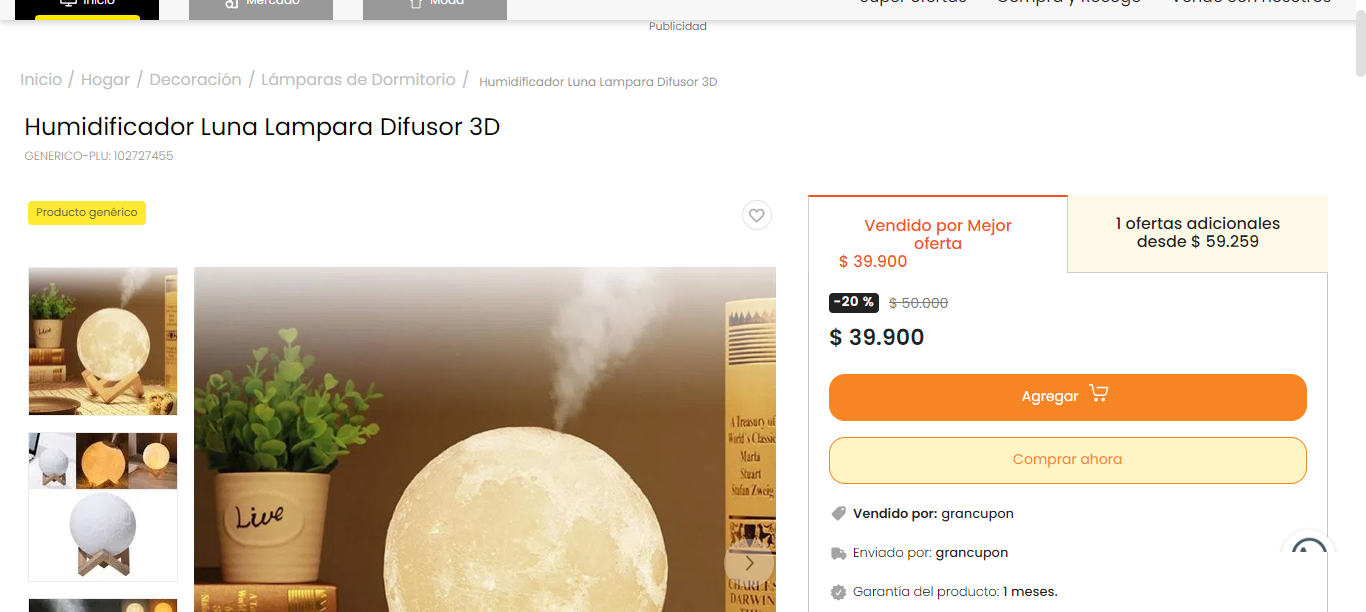 Inicio
Mercado
Moda
Súper ofertas
Compra y Recoge
Vende con nosotros
Publicidad
Inicio / Hogar / Decoración / Lámparas de Dormitorio / Humidificador Luna Lampara Difusor 3D
Humidificador Luna Lampara Difusor 3D
GENERICO-PLU: 102727455
Producto genérico
Live
Live
A Treasury of
World's Classic
Marta
Stuart
Stefan Zweig
CHARLES
DARWIN
Vendido por Mejor
oferta
$ 39.900
1 ofertas adicionales
desde $ 59.259
-20 % $ 50.000
$ 39.900
Agregar
Comprar ahora
Vendido por: grancupon
Enviado por: grancupon
Garantía del producto: 1 meses.